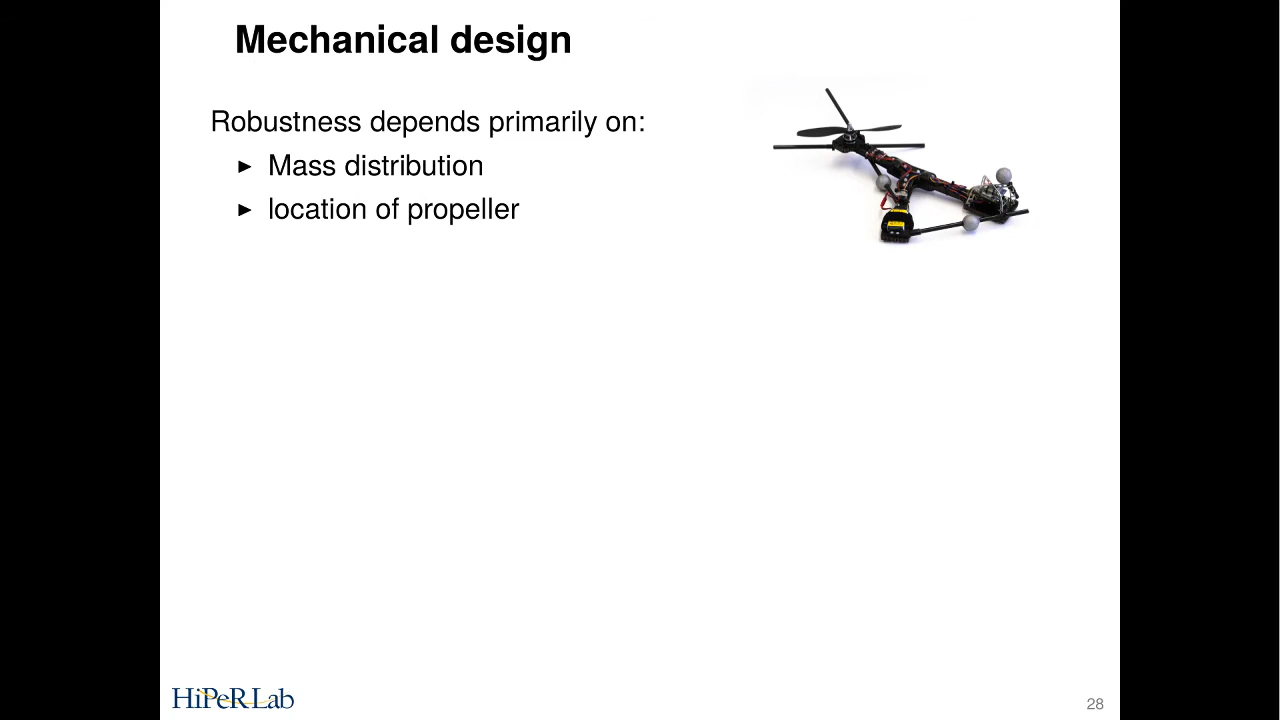 Mechanical design
Robustness depends primarily on:
► Mass distribution
► location of propeller
HiPeRLab
28